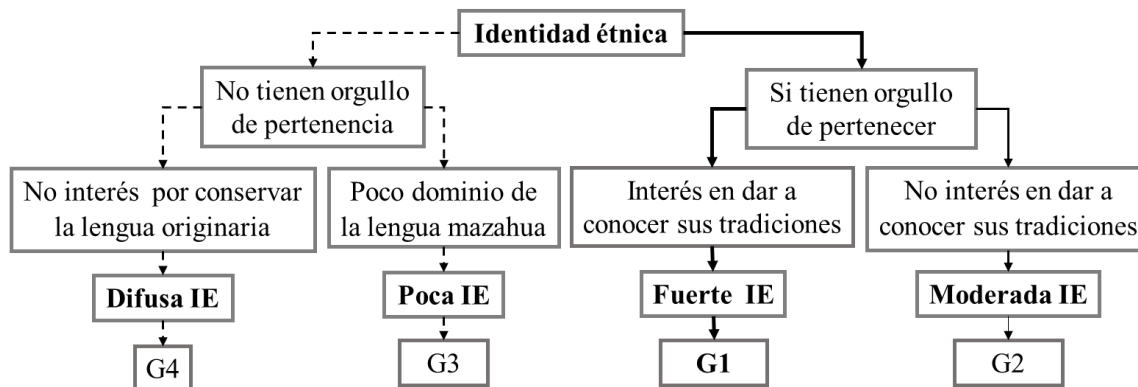 Identidad étnica
No tienen orgullo
de pertenencia
Si tienen orgullo
de pertenecer
No interés por conservar
la lengua originaria
Poco dominio de
la lengua mazahua
Interés en dar a
conocer sus tradiciones
No interés en dar a
conocer sus tradiciones
Difusa IE
Poca IE
Fuerte IE
Moderada IE
G4
G3
G1
G2